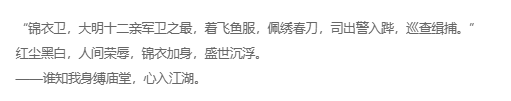 “锦衣卫，大明十二亲军卫之最，着飞鱼服，佩绣春刀，司出警入跸，巡查缉捕。”
红尘黑白，人间荣辱，锦衣加身，盛世沉浮。
——谁知我身缚庙堂，心入江湖。